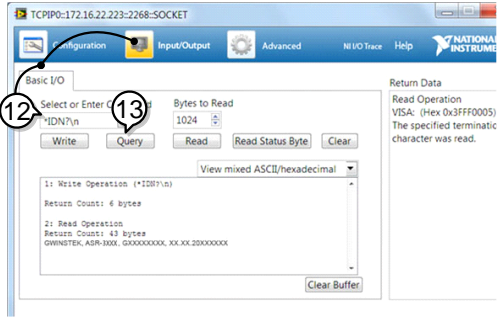 TCPIP0::172.16.22.223::2268::SOCKET
Configuration Input/Output Advanced NI I/O Trace Help NATIONAL INSTRUME
Basic I/O
Select or Enter C
*IDN?\n
Bytes to Read
1024
12
13
Write Query Read Read Status Byte Clear
View mixed ASCII/hexadecimal
1: Write Operation (*IDN?\n)
Return Count: 6 bytes
2: Read Operation
Return Count: 43 bytes
GWINSTEK, ASR-3XXX, GXXXXXXXX, XX.XX.20XXXXXX
Clear Buffer
Return Data
Read Operation
VISA: (Hex 0x3FFF0005)
The specified terminatic
character was read.